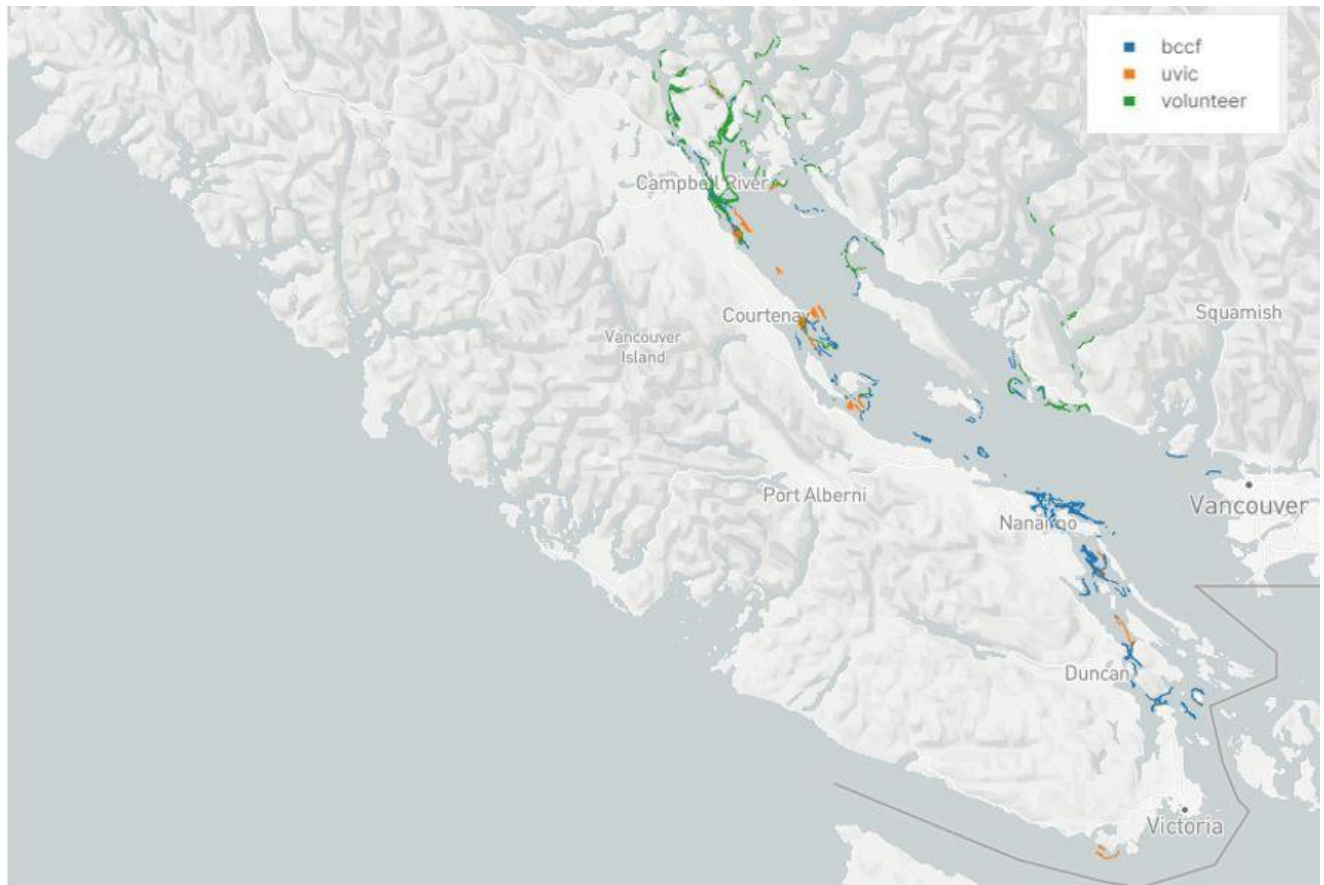 bccf
uvic
volunteer
Campbell River
Squamish
Courtenay
Vancouver
Island
Port Alberni
Vancouver
Nanaimo
Duncan
Victoria